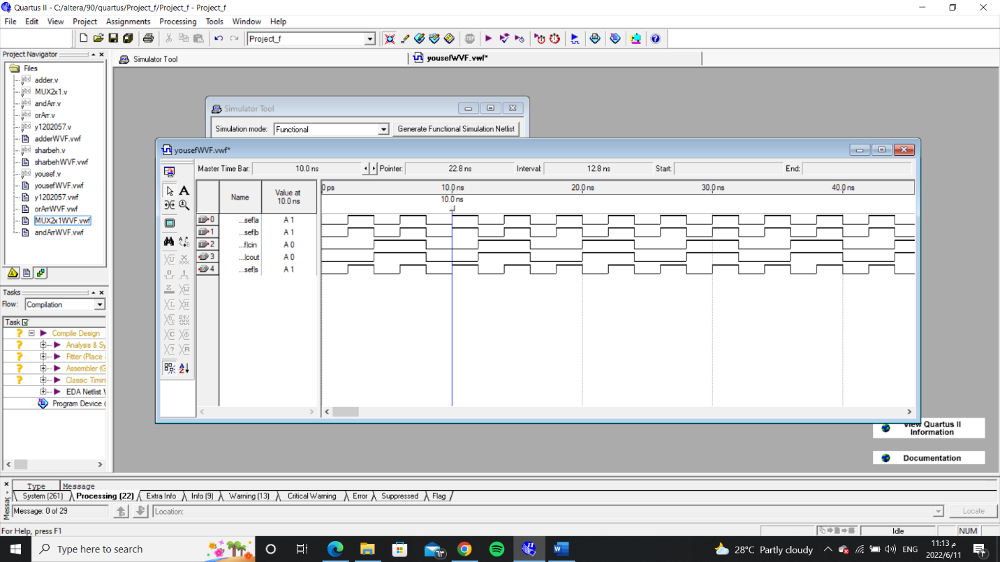 Quartus II - C:/altera/90/quartus/Project_f/Project_f - Project_f
File Edit View Project Assignments Processing Tools Window Help
Project_f
Project Navigator
Files
adder.v
MUX2x1.v
andArr.v
orArr.v
y1202057.v
adderWVF.vwf
sharbeh.v
sharbehWVF.vwf
yousef.v
yousefWVF.vwf
y1202057.vwf
orArrWVF.vwf
MUX2x1WVF.vwf
andArrWVF.vwf
Tasks
Flow: Compilation
Task
Compile Design
Analysis & Sy
Fitter (Place
Assembler (G
Classic Timin
EDA Netlist
Program Device (
Simulator Tool
yousefWVF.vwf*
Simulator Tool
Simulation mode: Functional Generate Functional Simulation Netlist
yousefWVF.vwf*
Master Time Bar: 10.0 ns Pointer: 22.8 ns Interval: 12.8 ns Start: End:
Name
Value at
10.0 ns
0 ps 10.0 ns 20.0 ns 30.0 ns 40.0 ns
10.0 ns
0 ...sef|a A 1
1 ...sef|b A 1
2 ...f|cin A 0
3 ...|cout A 0
4 ...sef|s A 1
View Quartus II
Information
Documentation
Type Message
System (261) Processing (22) Extra Info Info (9) Warning (13) Critical Warning Error Suppressed Flag
Message: 0 of 29 Location: Locate
For Help, press F1 Idle NUM
Type here to search
28°C Partly cloudy ENG
11:13 م
2022/6/11